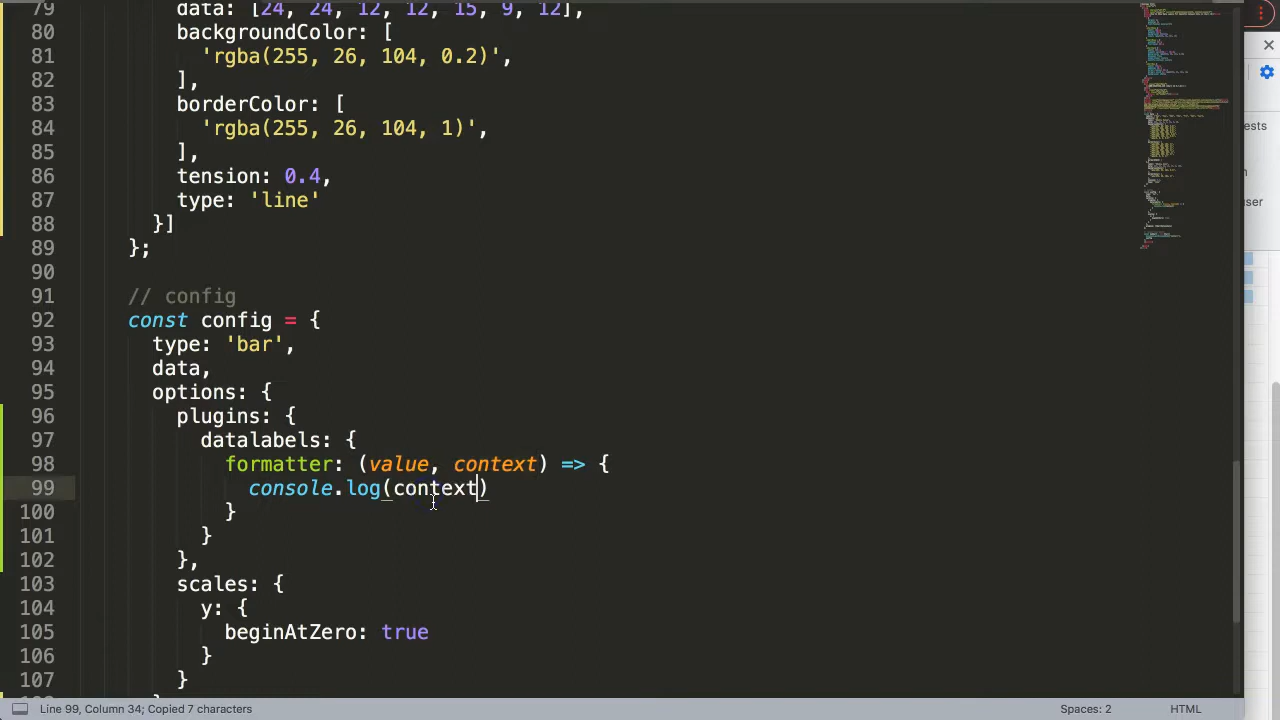 79 data: [24, 24, 12, 12, 15, 9, 12],
80 backgroundColor: [
81 'rgba(255, 26, 104, 0.2)',
82 ],
83 borderColor: [
84 'rgba(255, 26, 104, 1)',
85 ],
86 tension: 0.4,
87 type: 'line'
88 }]
89 };
90
91 // config
92 const config = {
93 type: 'bar',
94 data,
95 options: {
96 plugins: {
97 datalabels: {
98 formatter: (value, context) => {
99 console.log(context)
100 }
101 }
102 },
103 scales: {
104 y: {
105 beginAtZero: true
106 }
107 }
ests
n
user
Line 99, Column 34; Copied 7 characters
Spaces: 2
HTML